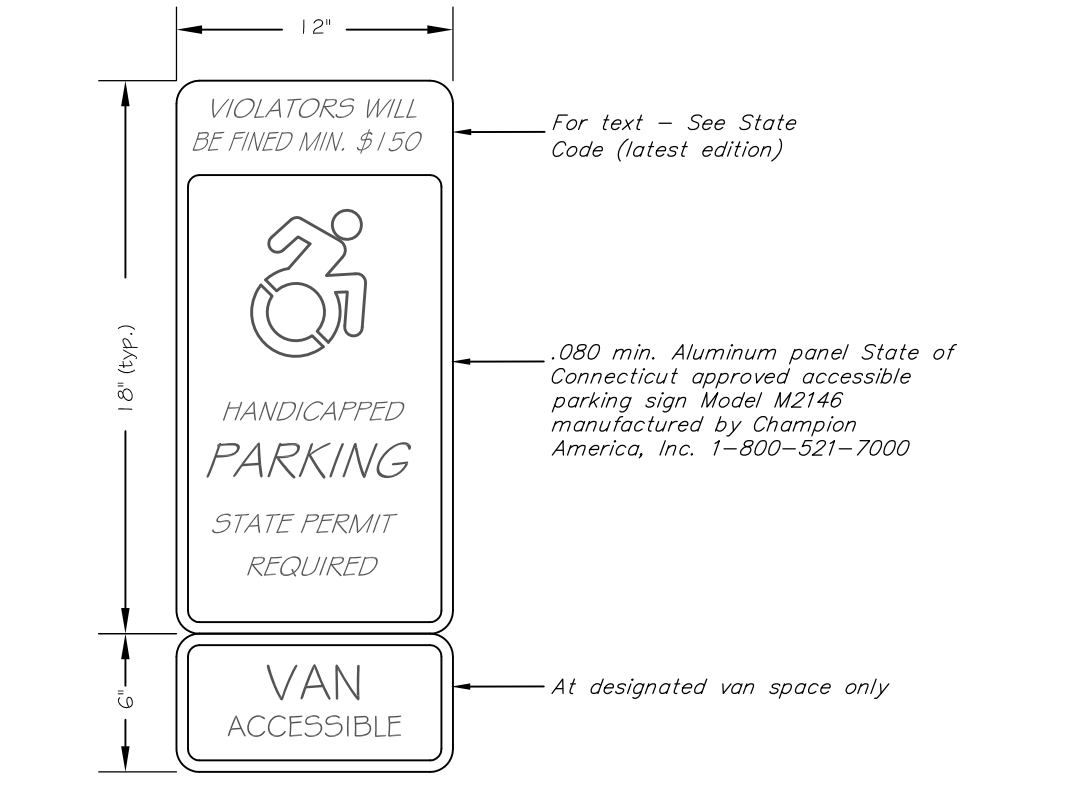 12"
VIOLATORS WILL
BE FINED MIN. $150
For text – See State
Code (latest edition)
18" (typ.)
.080 min. Aluminum panel State of
Connecticut approved accessible
parking sign Model M2146
manufactured by Champion
America, Inc. 1–800–521–7000
HANDICAPPED
PARKING
STATE PERMIT
REQUIRED
6"
VAN
ACCESSIBLE
At designated van space only